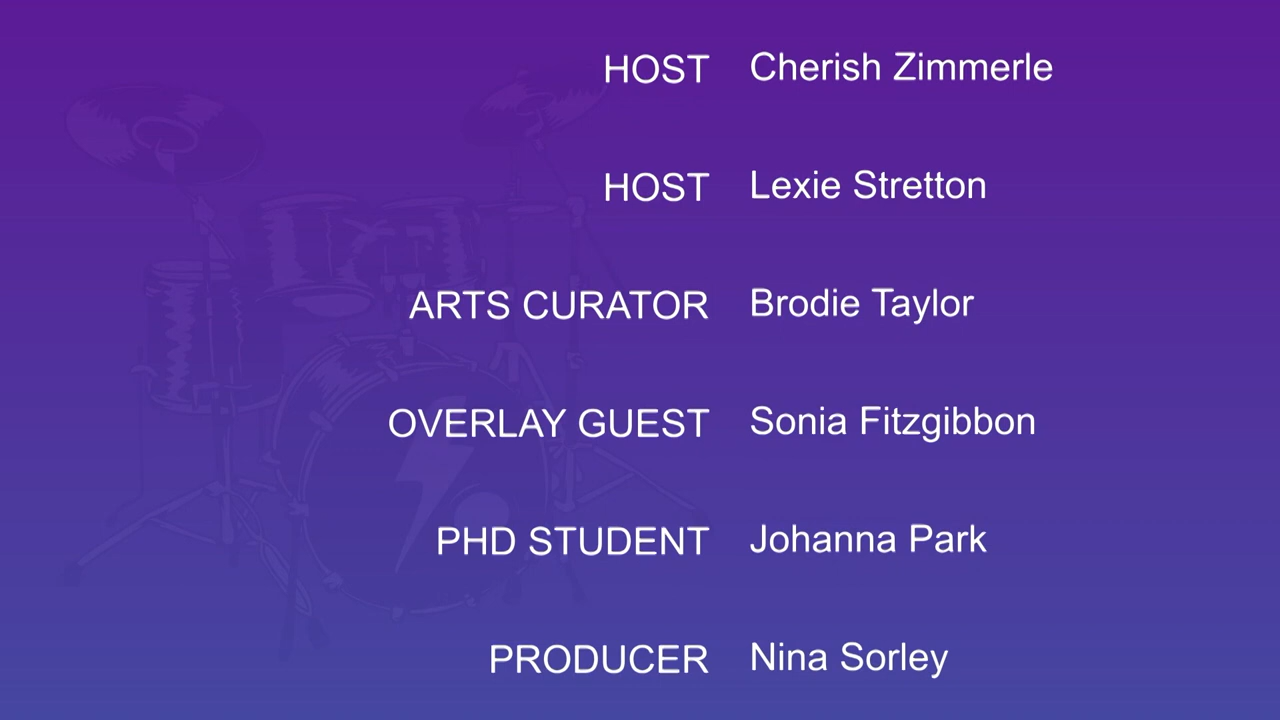 HOST Cherish Zimmerle
HOST Lexie Stretton
ARTS CURATOR Brodie Taylor
OVERLAY GUEST Sonia Fitzgibbon
PHD STUDENT Johanna Park
PRODUCER Nina Sorley